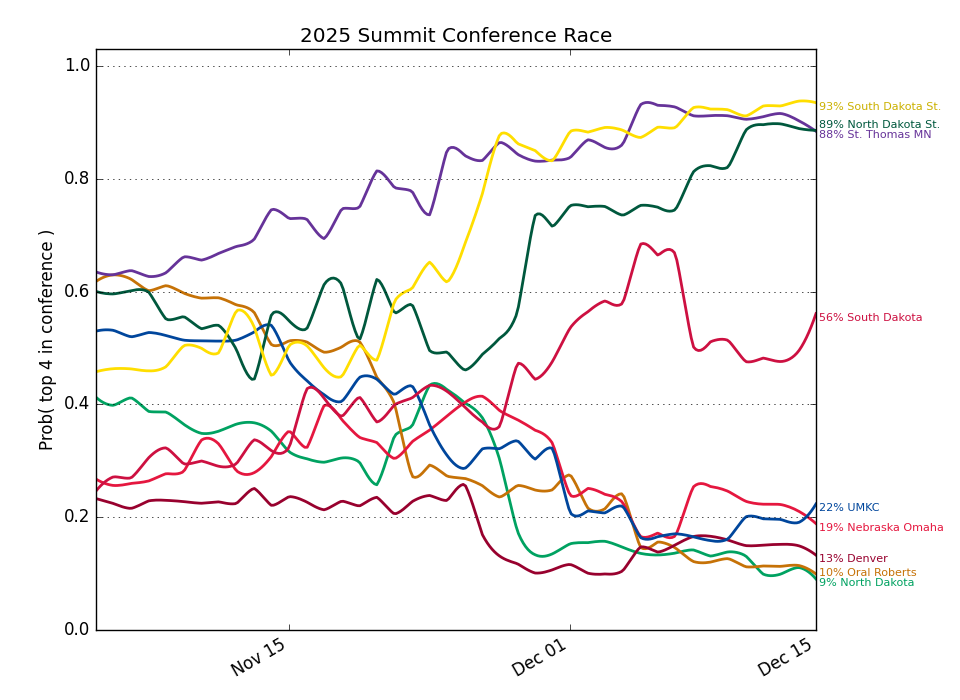 2025 Summit Conference Race
Prob( top 4 in conference )
1.0
0.8
0.6
0.4
0.2
0.0
Nov 15
Dec 01
Dec 15
93% South Dakota St.
89% North Dakota St.
88% St. Thomas MN
56% South Dakota
22% UMKC
19% Nebraska Omaha
13% Denver
10% Oral Roberts
9% North Dakota